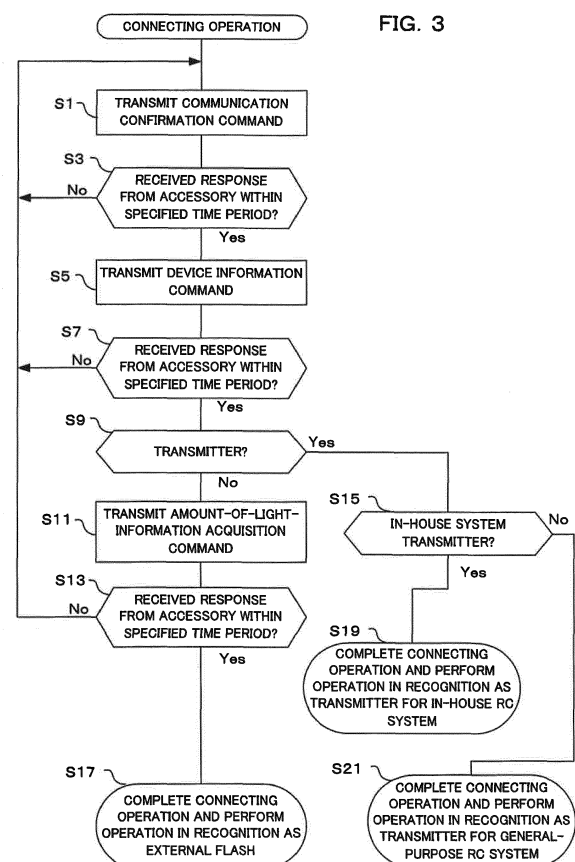 CONNECTING OPERATION
FIG. 3
S1
TRANSMIT COMMUNICATION
CONFIRMATION COMMAND
S3
RECEIVED RESPONSE
FROM ACCESSORY WITHIN
SPECIFIED TIME PERIOD?
No
Yes
S5
TRANSMIT DEVICE INFORMATION
COMMAND
S7
RECEIVED RESPONSE
FROM ACCESSORY WITHIN
SPECIFIED TIME PERIOD?
No
Yes
S9
TRANSMITTER?
Yes
No
S11
TRANSMIT AMOUNT-OF-LIGHT-
INFORMATION ACQUISITION
COMMAND
S15
IN-HOUSE SYSTEM
TRANSMITTER?
No
Yes
S13
RECEIVED RESPONSE
FROM ACCESSORY WITHIN
SPECIFIED TIME PERIOD?
No
Yes
S19
COMPLETE CONNECTING
OPERATION AND PERFORM
OPERATION IN RECOGNITION AS
TRANSMITTER FOR IN-HOUSE RC
SYSTEM
S17
COMPLETE CONNECTING
OPERATION AND PERFORM
OPERATION IN RECOGNITION AS
EXTERNAL FLASH
S21
COMPLETE CONNECTING
OPERATION AND PERFORM
OPERATION IN RECOGNITION AS
TRANSMITTER FOR GENERAL-
PURPOSE RC SYSTEM